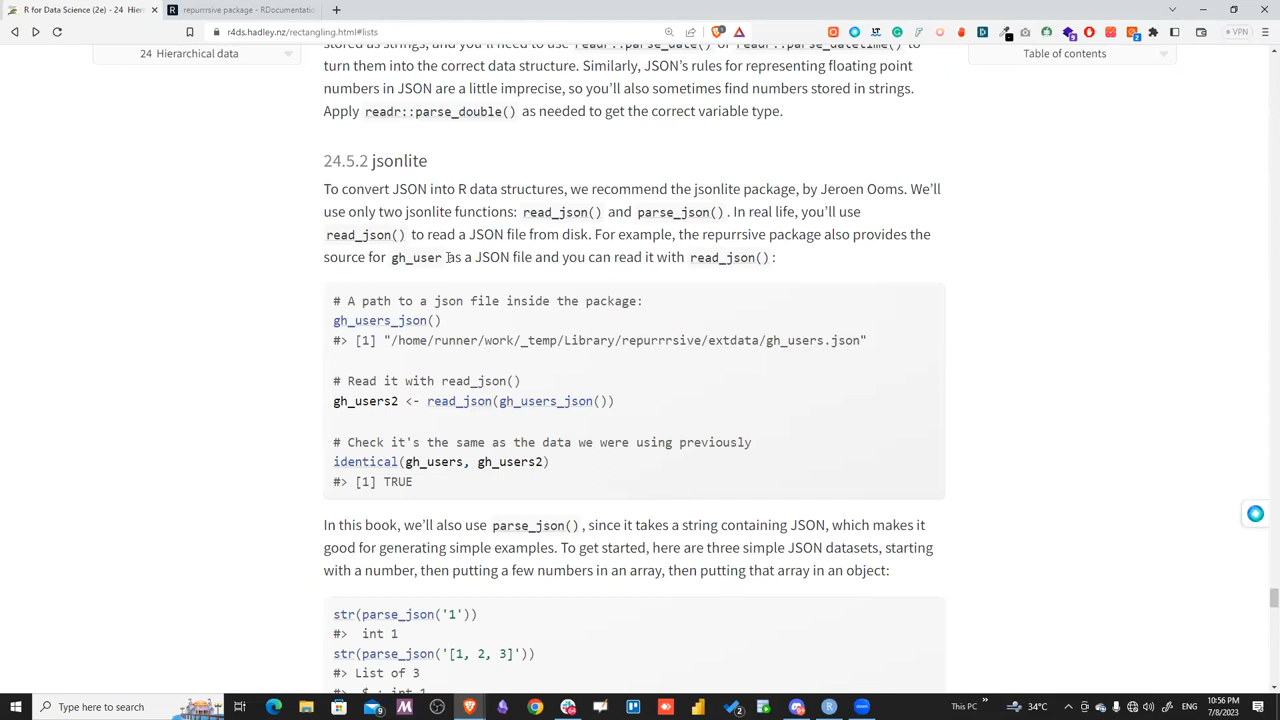 R for Data Science (2e) - 24 Hier
repurrrsive package - RDocumentati
r4ds.hadley.nz/rectangling.html#lists
VPN
24 Hierarchical data
Table of contents
stored as strings, and you'll need to use readr::parse_date() or readr::parse_datetime() to
turn them into the correct data structure. Similarly, JSON's rules for representing floating point
numbers in JSON are a little imprecise, so you'll also sometimes find numbers stored in strings.
Apply readr::parse_double() as needed to get the correct variable type.
24.5.2 jsonlite
To convert JSON into R data structures, we recommend the jsonlite package, by Jeroen Ooms. We'll
use only two jsonlite functions: read_json() and parse_json(). In real life, you'll use
read_json() to read a JSON file from disk. For example, the repurrsive package also provides the
source for gh_user as a JSON file and you can read it with read_json():
# A path to a json file inside the package:
gh_users_json()
#> [1] "/home/runner/work/_temp/Library/repurrrsive/extdata/gh_users.json"
# Read it with read_json()
gh_users2 <- read_json(gh_users_json())
# Check it's the same as the data we were using previously
identical(gh_users, gh_users2)
#> [1] TRUE
In this book, we'll also use parse_json(), since it takes a string containing JSON, which makes it
good for generating simple examples. To get started, here are three simple JSON datasets, starting
with a number, then putting a few numbers in an array, then putting that array in an object:
str(parse_json('1'))
#> int 1
str(parse_json('[1, 2, 3]'))
#> List of 3
#> $ : int 1
Type here to search
This PC
34°C
10:56 PM
7/8/2023